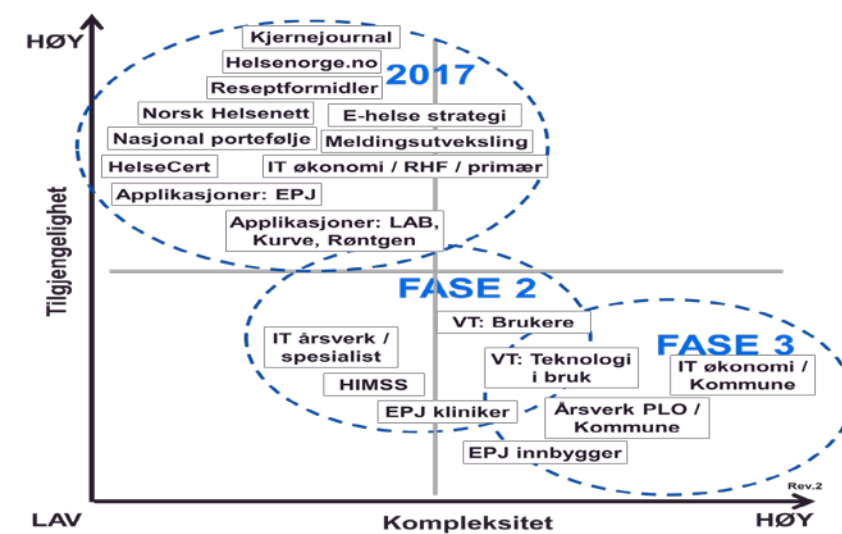 HØY
Kjernejournal
Helsenorge.no
2017
Reseptformidler
Norsk Helsenett
E-helse strategi
Nasjonal portefølje
Meldingsutveksling
HelseCert
IT økonomi / RHF / primær
Applikasjoner: EPJ
Applikasjoner: LAB,
Kurve, Røntgen
Tilgjengelighet
FASE 2
VT: Brukere
IT årsverk /
spesialist
FASE 3
VT: Teknologi
i bruk
IT økonomi /
Kommune
HIMSS
EPJ kliniker
Årsverk PLO /
Kommune
EPJ innbygger
Rev.2
LAV
Kompleksitet
HØY